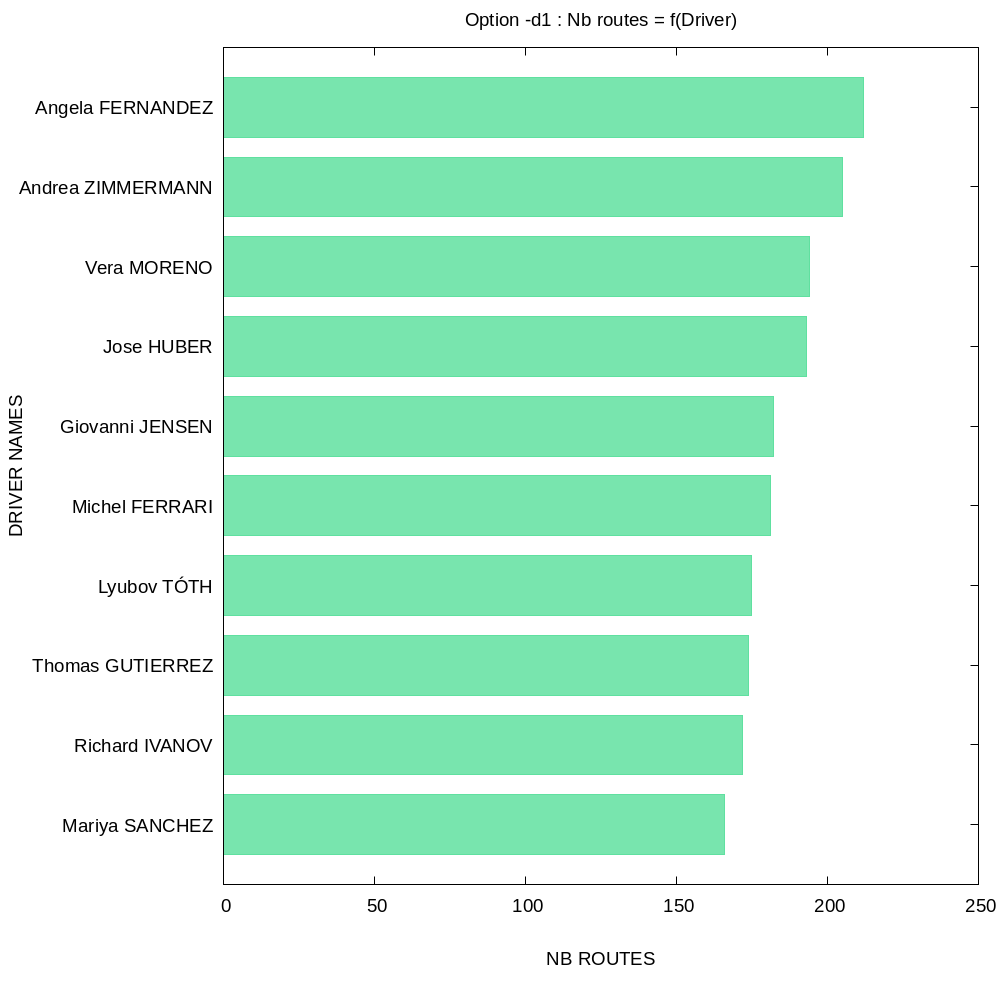 Option -d1 : Nb routes = f(Driver)
Angela FERNANDEZ
Andrea ZIMMERMANN
Vera MORENO
Jose HUBER
Giovanni JENSEN
Michel FERRARI
Lyubov TÓTH
Thomas GUTIERREZ
Richard IVANOV
Mariya SANCHEZ
DRIVER NAMES
0 50 100 150 200 250
NB ROUTES